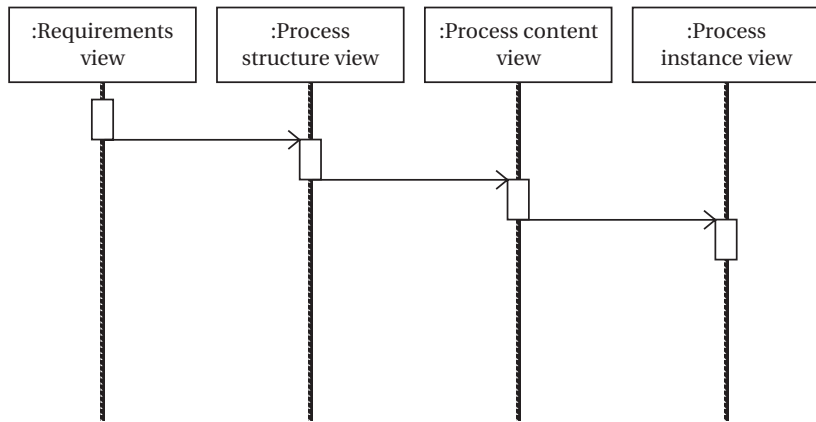 :Requirements
view
:Process
structure view
:Process content
view
:Process
instance view